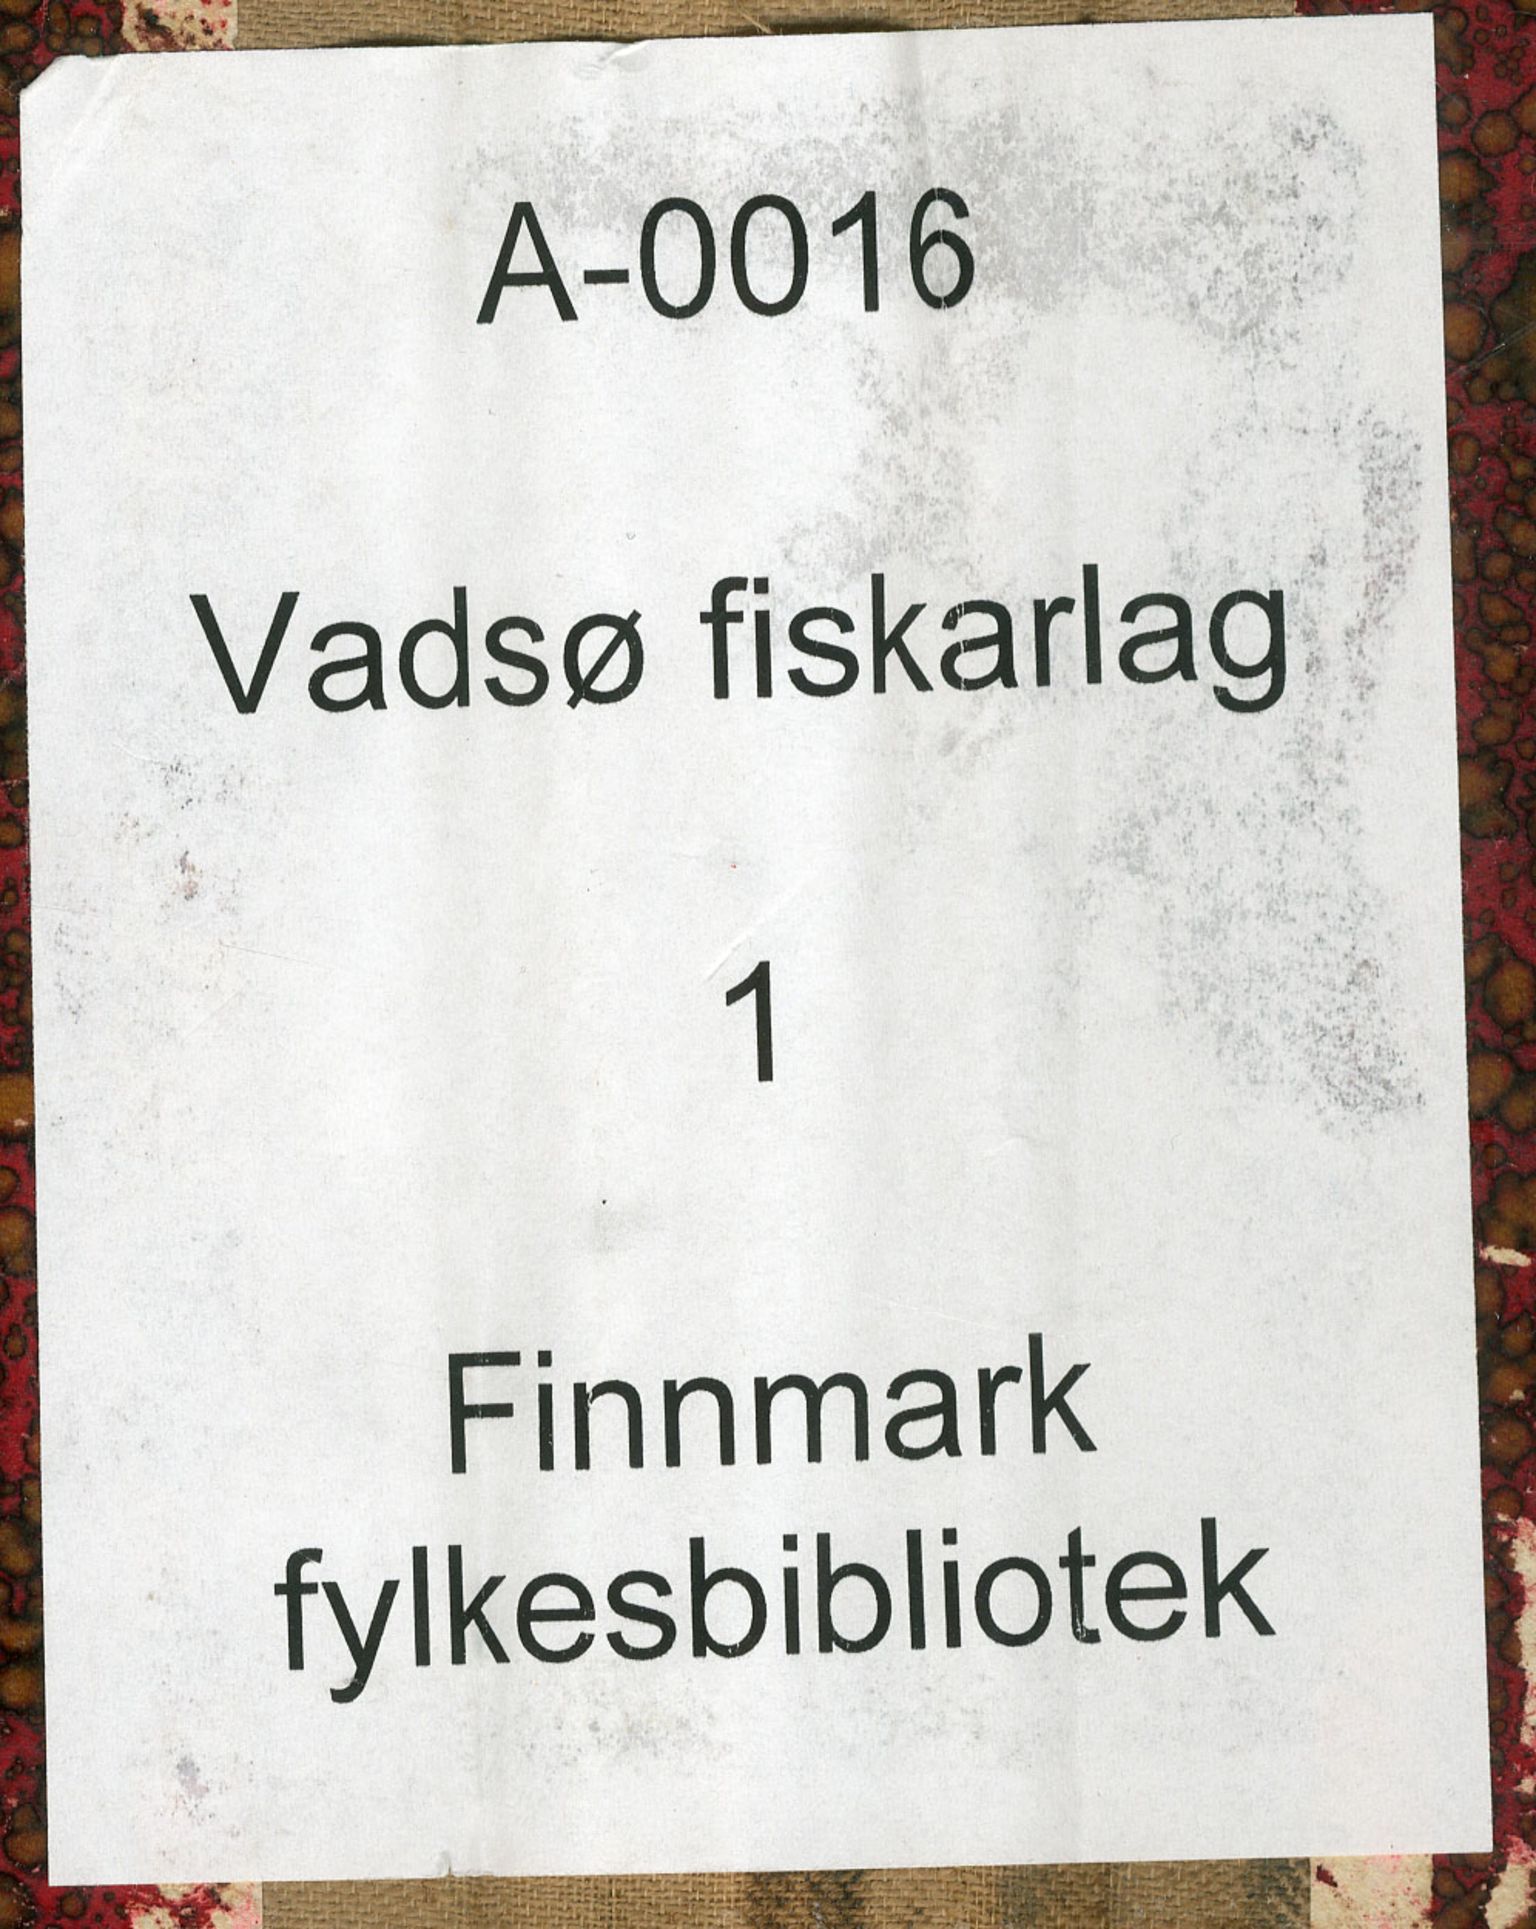 A-0016
Vadsø fiskarlag
1
Finnmark
fylkesbibliotek